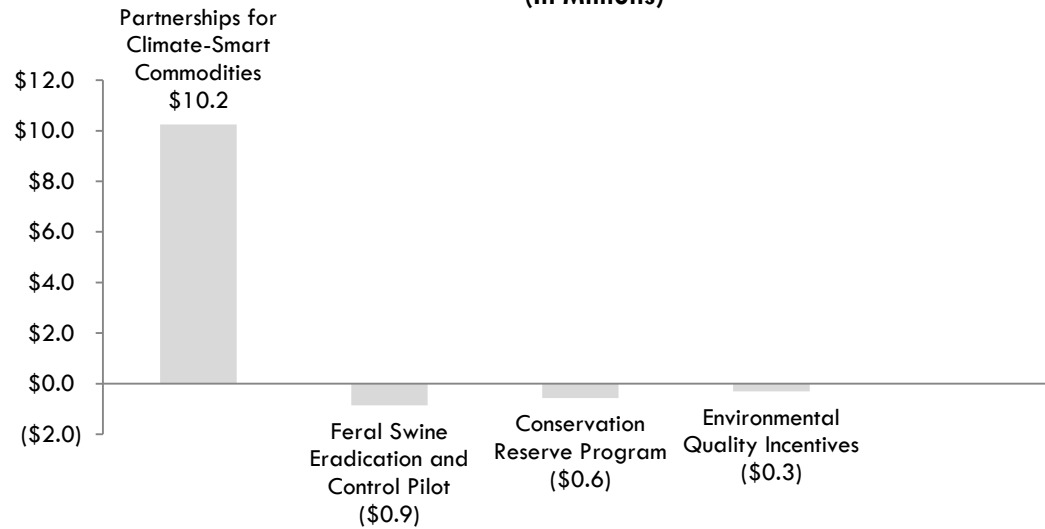 (In Millions)
Partnerships for
Climate-Smart
Commodities
$10.2
$12.0
$10.0
$8.0
$6.0
$4.0
$2.0
$0.0
($2.0)
Feral Swine
Eradication and
Control Pilot
($0.9)
Conservation
Reserve Program
($0.6)
Environmental
Quality Incentives
($0.3)